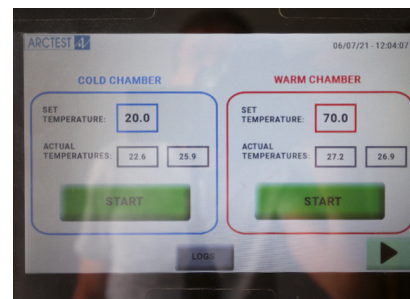 ARCTEST
06/07/21 - 12:04:07
COLD CHAMBER
SET TEMPERATURE: 20.0
ACTUAL TEMPERATURES: 22.6 25.9
START
WARM CHAMBER
SET TEMPERATURE: 70.0
ACTUAL TEMPERATURES: 27.2 26.9
START
LOGS